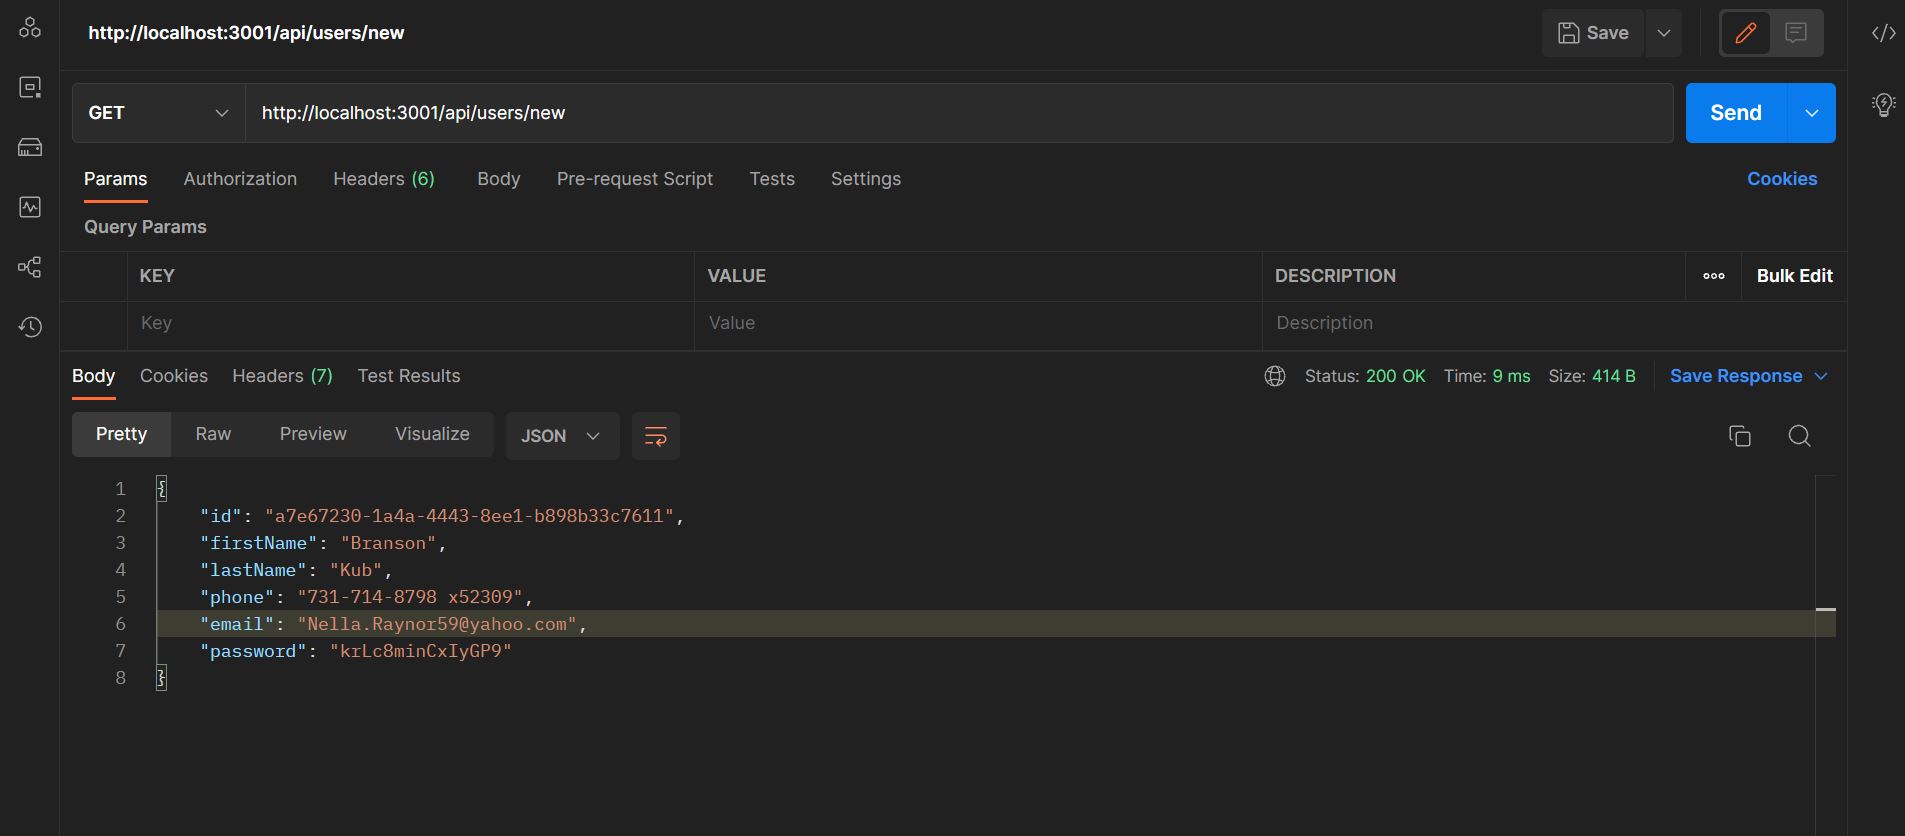 http://localhost:3001/api/users/new
Save
GET http://localhost:3001/api/users/new Send
Params Authorization Headers (6) Body Pre-request Script Tests Settings Cookies
Query Params
KEY VALUE DESCRIPTION Bulk Edit
Key Value Description
Body Cookies Headers (7) Test Results Status: 200 OK Time: 9 ms Size: 414 B Save Response
Pretty Raw Preview Visualize JSON
1 {
2 "id": "a7e67230-1a4a-4443-8ee1-b898b33c7611",
3 "firstName": "Branson",
4 "lastName": "Kub",
5 "phone": "731-714-8798 x52309",
6 "email": "Nella.Raynor59@yahoo.com",
7 "password": "krLc8minCxIyGP9"
8 }